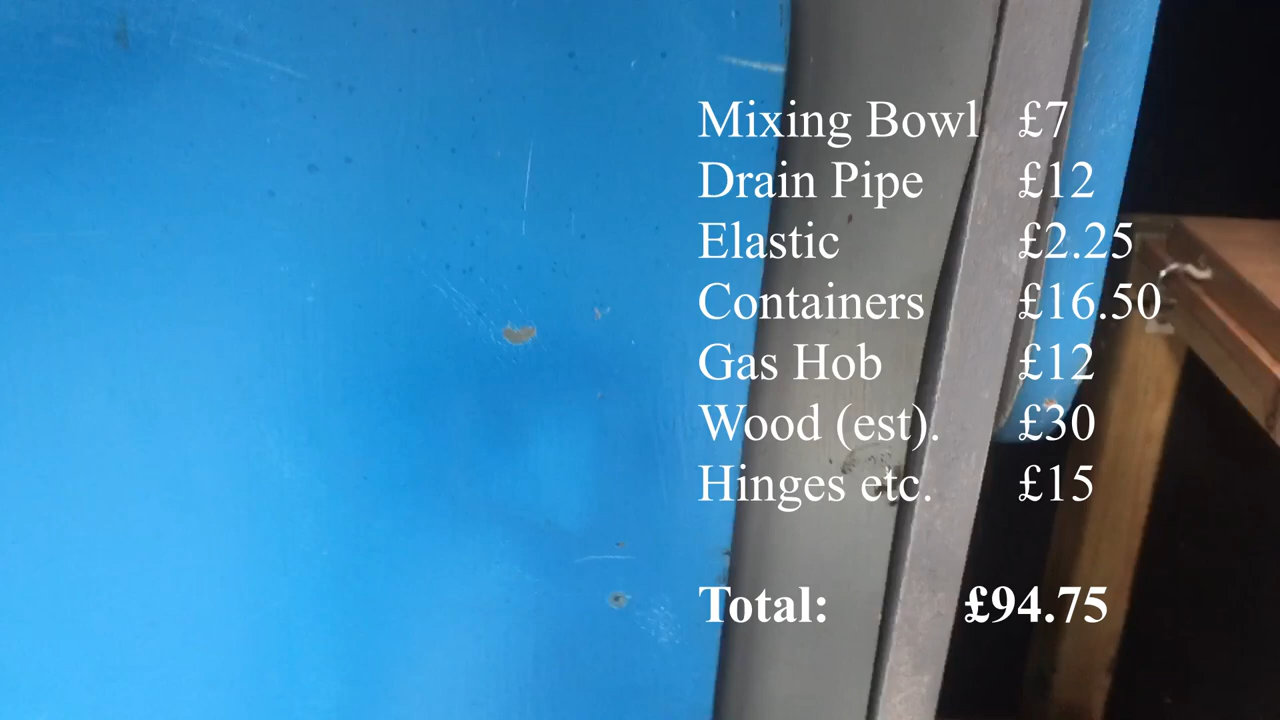 Mixing Bowl £7
Drain Pipe £12
Elastic £2.25
Containers £16.50
Gas Hob £12
Wood (est). £30
Hinges etc. £15
Total: £94.75